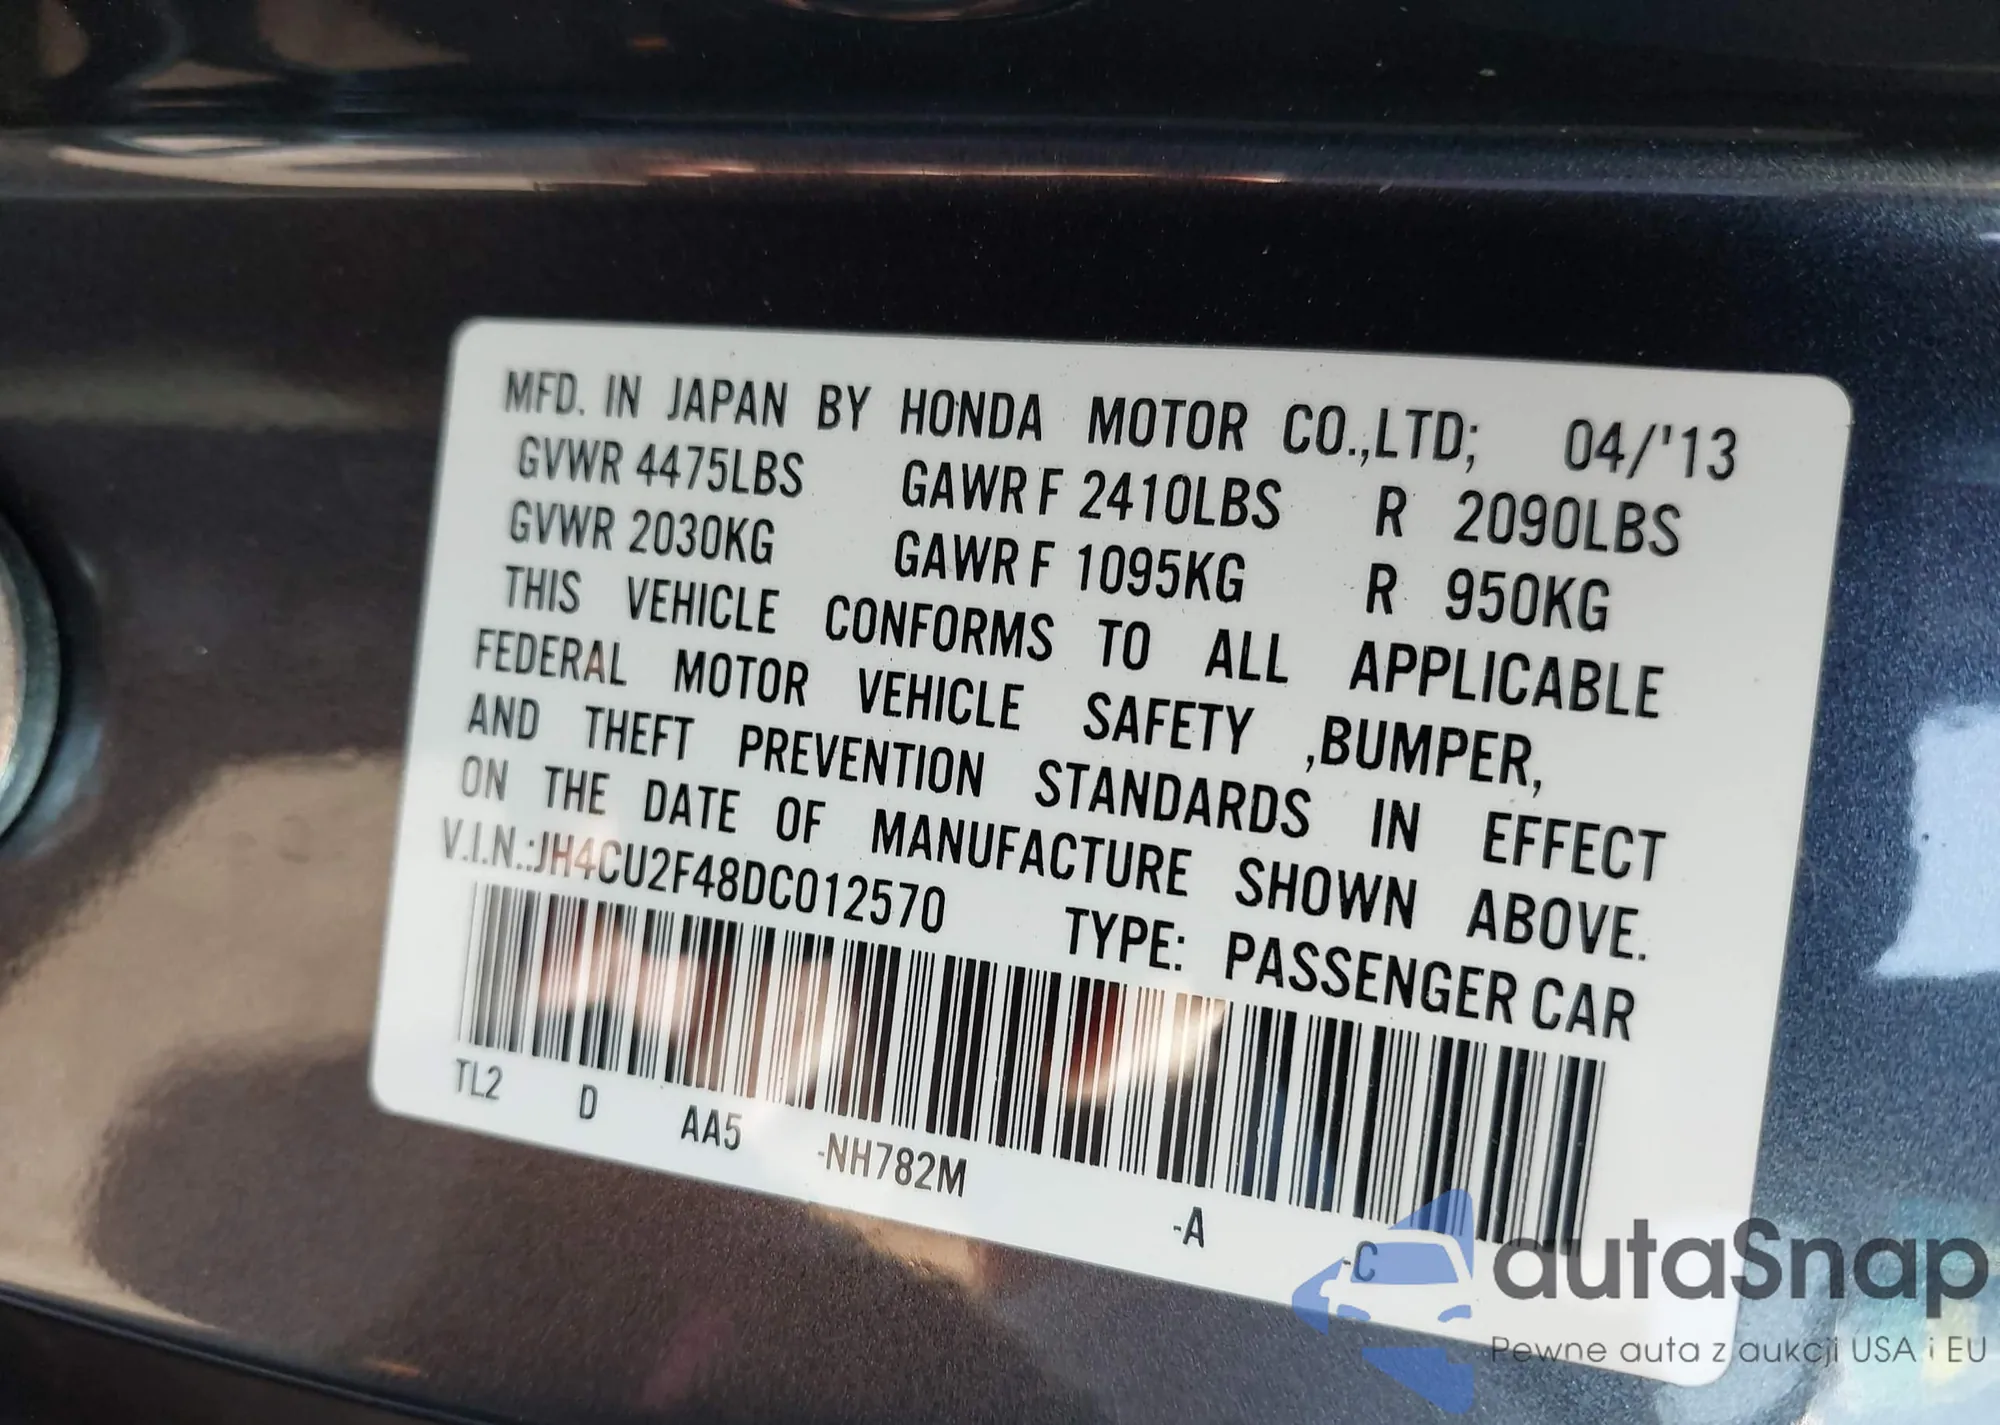 MFD. IN JAPAN BY HONDA MOTOR CO.,LTD; 04/'13
GVWR 4475LBS GAWR F 2410LBS R 2090LBS
GVWR 2030KG GAWR F 1095KG R 950KG
THIS VEHICLE CONFORMS TO ALL APPLICABLE
FEDERAL MOTOR VEHICLE SAFETY ,BUMPER,
AND THEFT PREVENTION STANDARDS IN EFFECT
ON THE DATE OF MANUFACTURE SHOWN ABOVE.
V.I.N.:JH4CU2F48DC012570 TYPE: PASSENGER CAR
TL2 D AA5 -NH782M -A -C
autaSnap
Pewne auta z aukcji USA i EU